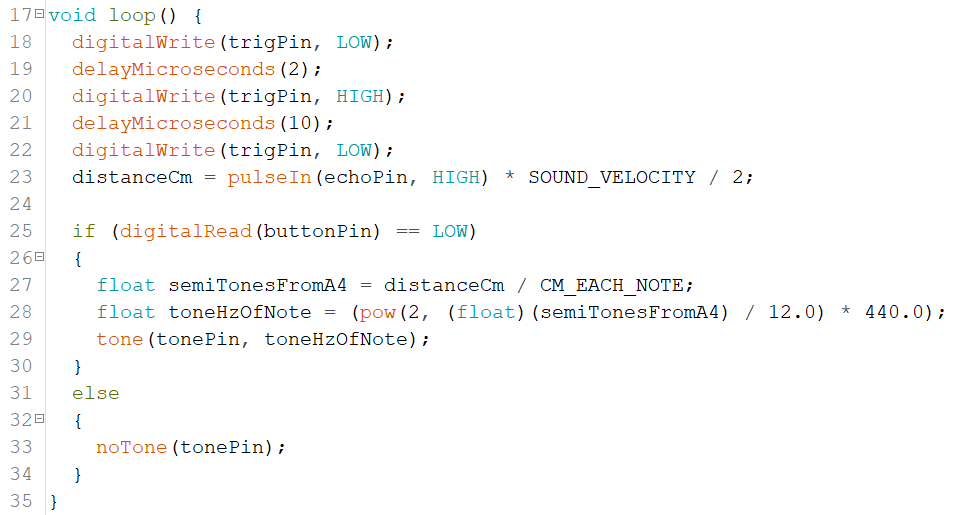 17 void loop() {
18 digitalWrite(trigPin, LOW);
19 delayMicroseconds(2);
20 digitalWrite(trigPin, HIGH);
21 delayMicroseconds(10);
22 digitalWrite(trigPin, LOW);
23 distanceCm = pulseIn(echoPin, HIGH) * SOUND_VELOCITY / 2;
24
25 if (digitalRead(buttonPin) == LOW)
26 {
27 float semiTonesFromA4 = distanceCm / CM_EACH_NOTE;
28 float toneHzOfNote = (pow(2, (float)(semiTonesFromA4) / 12.0) * 440.0);
29 tone(tonePin, toneHzOfNote);
30 }
31 else
32 {
33 noTone(tonePin);
34 }
35 }